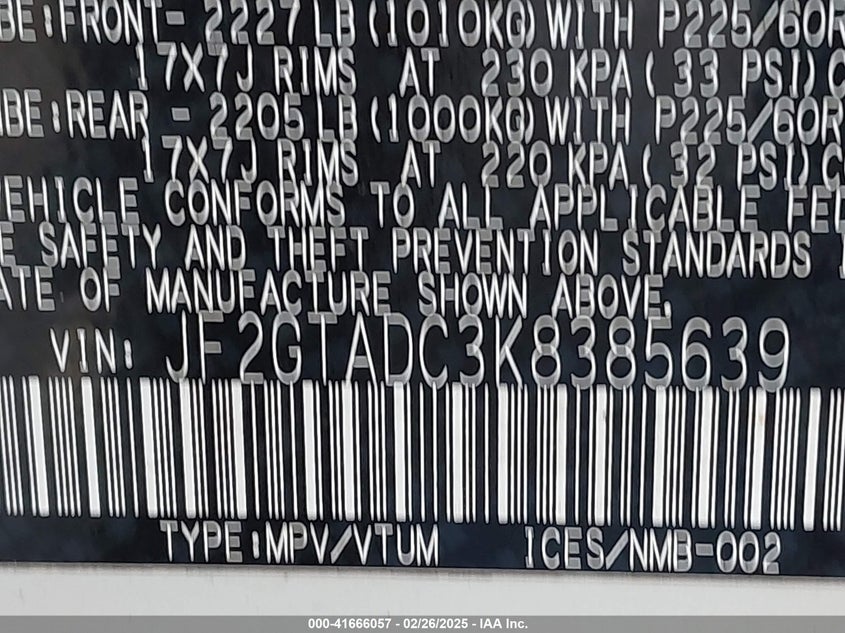 BE:FRONT- 2227 LB (1010KG) WITH P225/60R
17X7J RIMS AT 230 KPA( 33 PSI) C
BE:REAR - 2205 LB (1000KG) WITH P225/60R
17X7J RIMS AT 220 KPA( 32 PSI) C
EHICLE CONFORMS TO ALL APPLICABLE FED
E SAFETY AND THEFT PREVENTION STANDARDS I
ATE OF MANUFACTURE SHOWN ABOVE.
VIN: JF2GTADC3K8385639
TYPE:MPV/VTUM ICES/NMB-002
000-41666057 - 02/26/2025 - IAA Inc.